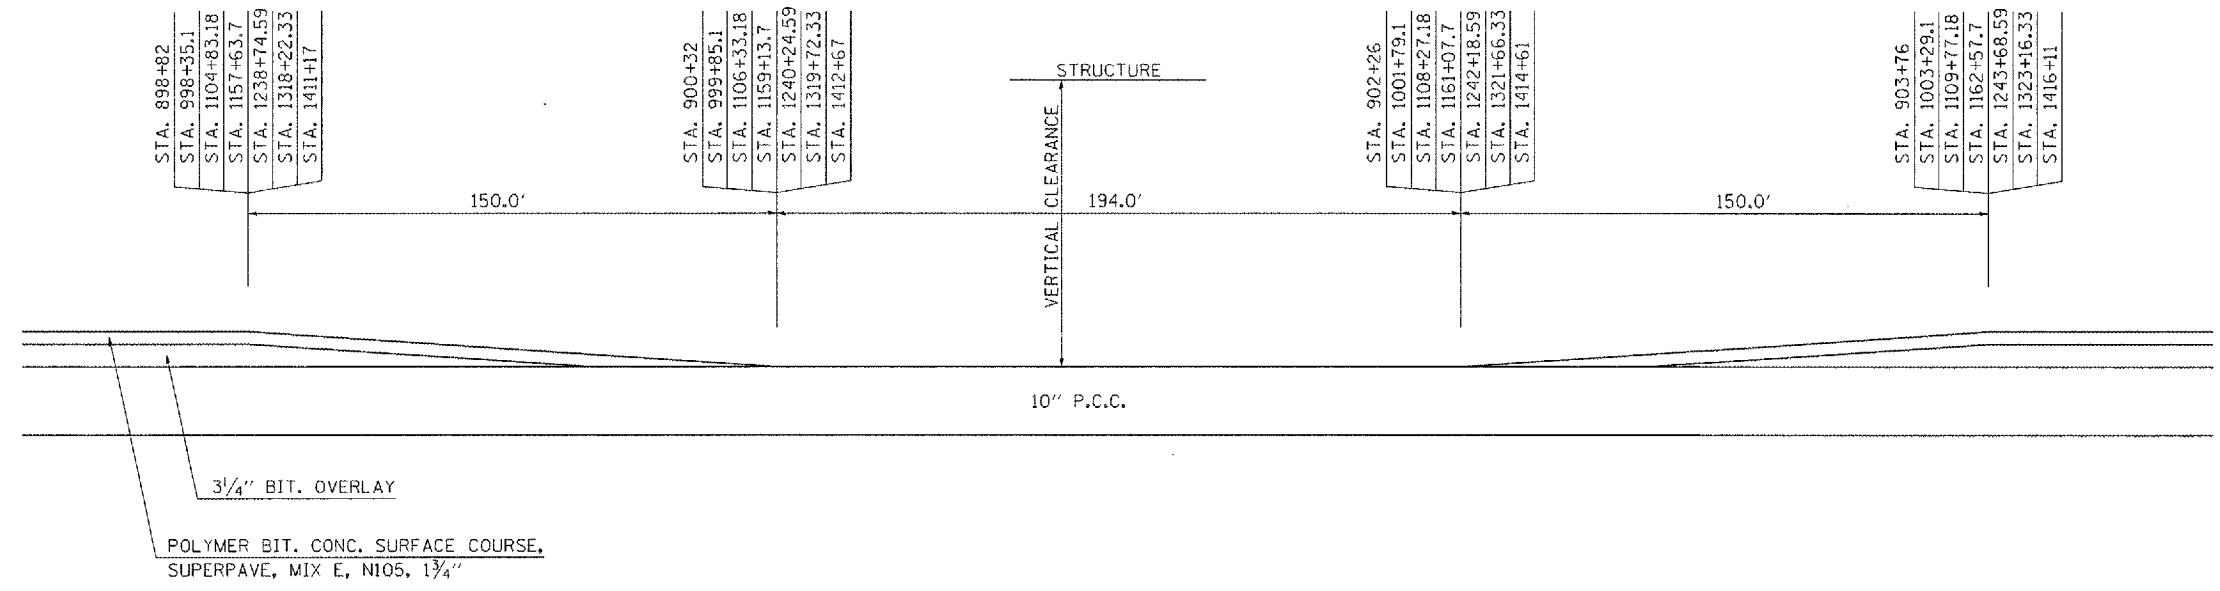 STA. 898+82
STA. 998+35.1
STA. 1104+83.18
STA. 1157+63.7
STA. 1238+74.59
STA. 1318+22.33
STA. 1411+17
STA. 900+32
STA. 999+85.1
STA. 1106+33.18
STA. 1159+13.7
STA. 1240+24.59
STA. 1319+72.33
STA. 1412+67
STRUCTURE
VERTICAL CLEARANCE
STA. 902+26
STA. 1001+79.1
STA. 1108+27.18
STA. 1161+07.7
STA. 1242+18.59
STA. 1321+66.33
STA. 1414+61
STA. 903+76
STA. 1003+29.1
STA. 1109+77.18
STA. 1162+57.7
STA. 1243+68.59
STA. 1323+16.33
STA. 1416+11
150.0'
194.0'
150.0'
10" P.C.C.
3 1/4" BIT. OVERLAY
POLYMER BIT. CONC. SURFACE COURSE,
SUPERPAVE, MIX E, N105, 1 3/4"